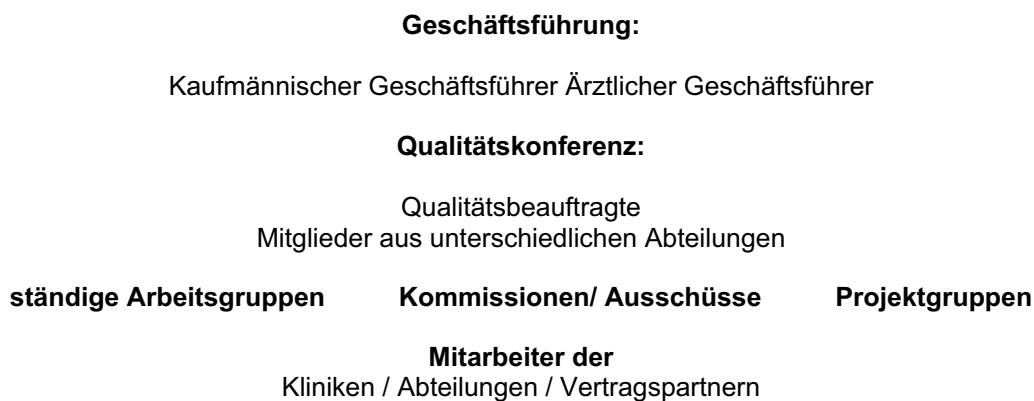 Geschäftsführung:
Kaufmännischer Geschäftsführer Ärztlicher Geschäftsführer
Qualitätskonferenz:
Qualitätsbeauftragte
Mitglieder aus unterschiedlichen Abteilungen
ständige Arbeitsgruppen Kommissionen/ Ausschüsse Projektgruppen
Mitarbeiter der
Kliniken / Abteilungen / Vertragspartnern